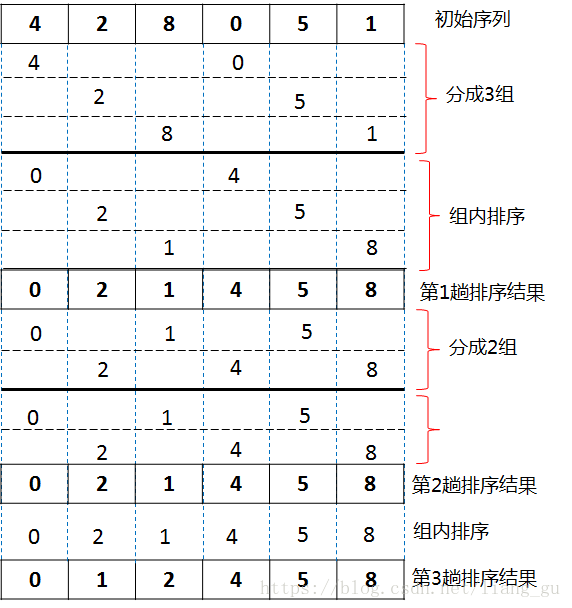 4 2 8 0 5 1 初始序列
4 0
2 5 分成3组
8 1
0 4
2 5 组内排序
1 8
0 2 1 4 5 8 第1趟排序结果
0 1 5
分成2组
2 4 8
0 1 5
2 4 8
0 2 1 4 5 8 第2趟排序结果
0 2 1 4 5 8 组内排序
0 1 2 4 5 8 第3趟排序结果
https://blog.csdn.net/liang_gu